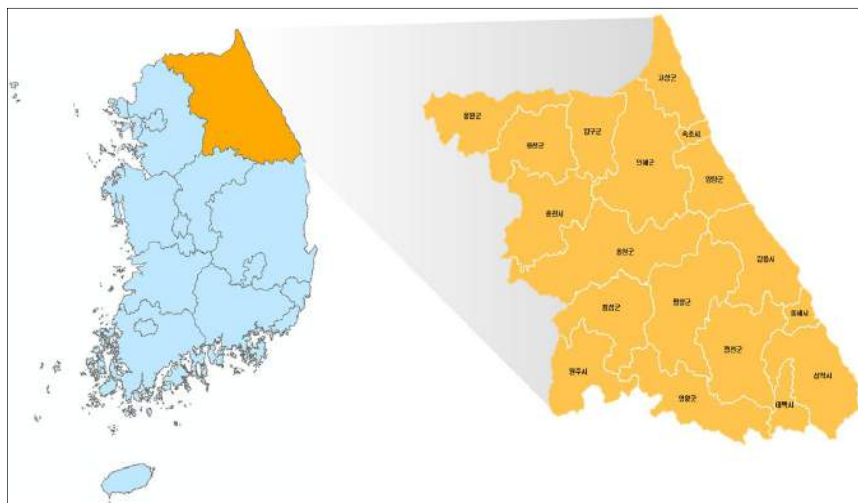 고성군
철원군
속초시
화천군
양구군
인제군
양양군
춘천시
홍천군
강릉시
횡성군
평창군
동해시
정선군
원주시
삼척시
영월군
태백시